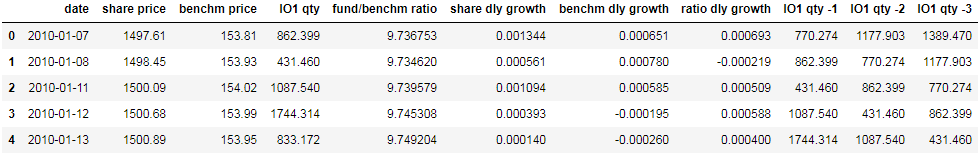 date share price benchm price IO1 qty fund/benchm ratio share dly growth benchm dly growth ratio dly growth IO1 qty -1 IO1 qty -2 IO1 qty -3
0 2010-01-07 1497.61 153.81 862.399 9.736753 0.001344 0.000651 0.000693 770.274 1177.903 1389.470
1 2010-01-08 1498.45 153.93 431.460 9.734620 0.000561 0.000780 -0.000219 862.399 770.274 1177.903
2 2010-01-11 1500.09 154.02 1087.540 9.739579 0.001094 0.000585 0.000509 431.460 862.399 770.274
3 2010-01-12 1500.68 153.99 1744.314 9.745308 0.000393 -0.000195 0.000588 1087.540 431.460 862.399
4 2010-01-13 1500.89 153.95 833.172 9.749204 0.000140 -0.000260 0.000400 1744.314 1087.540 431.460